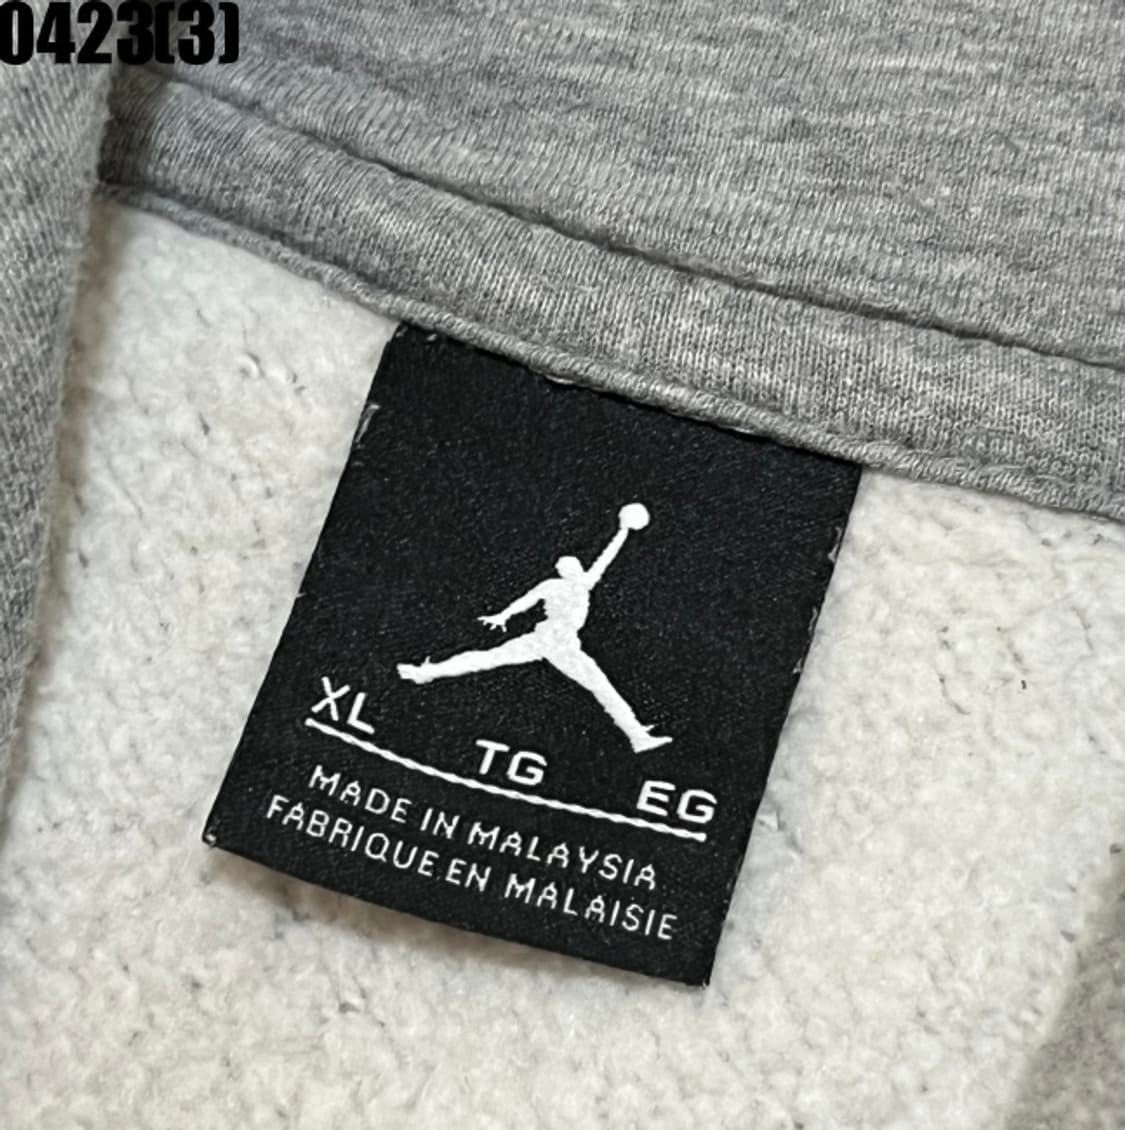 0423(3)
XL TG EG
MADE IN MALAYSIA
FABRIQUE EN MALAISIE